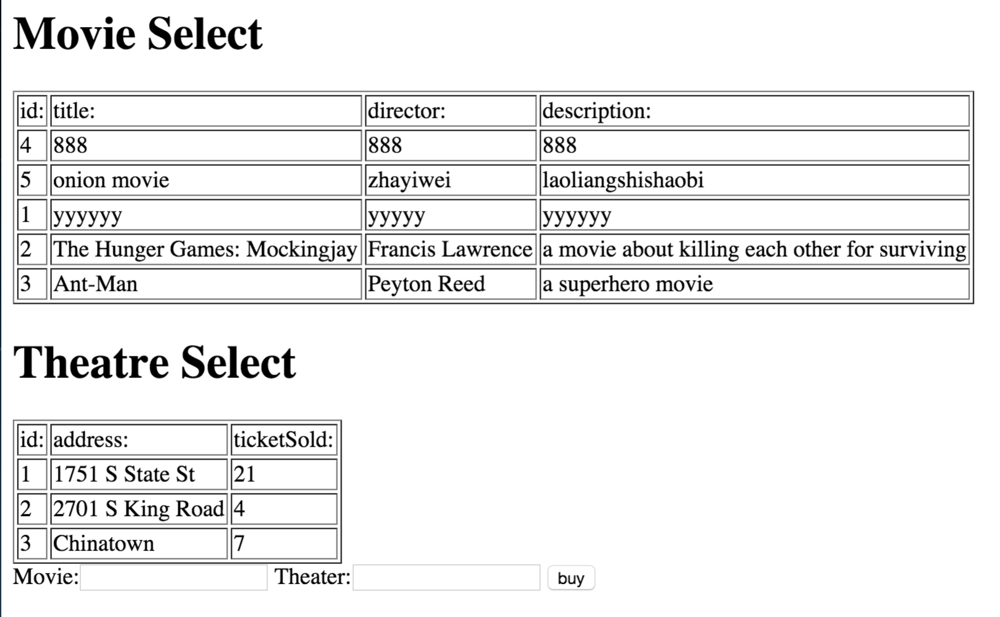 Movie Select
id: title: director: description:
4 888 888 888
5 onion movie zhayiwei laoliangshishaobi
1 yyyyyy yyyyy yyyyyy
2 The Hunger Games: Mockingjay Francis Lawrence a movie about killing each other for surviving
3 Ant-Man Peyton Reed a superhero movie
Theatre Select
id: address: ticketSold:
1 1751 S State St 21
2 2701 S King Road 4
3 Chinatown 7
Movie: Theater: buy